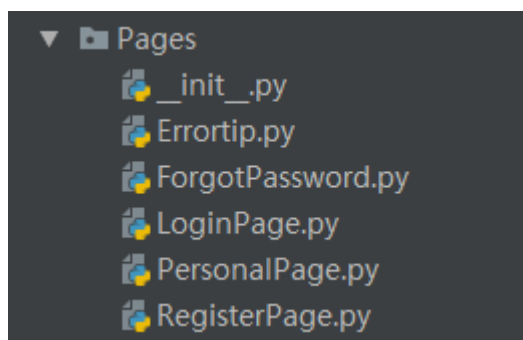 Pages
__init__.py
Errortip.py
ForgotPassword.py
LoginPage.py
PersonalPage.py
RegisterPage.py